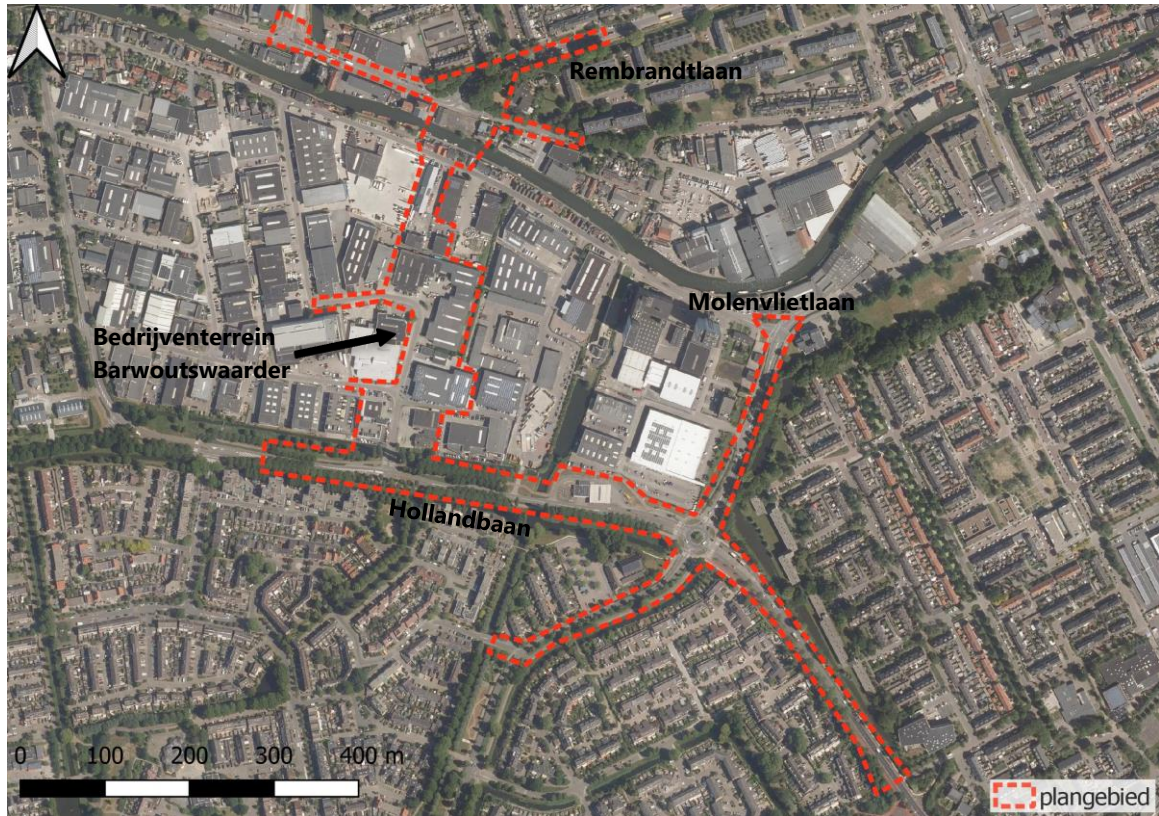 Rembrandtlaan
Molenvlietlaan
Bedrijventerrein
Barwoutswaarder
Hollandbaan
0 100 200 300 400 m
plangebied